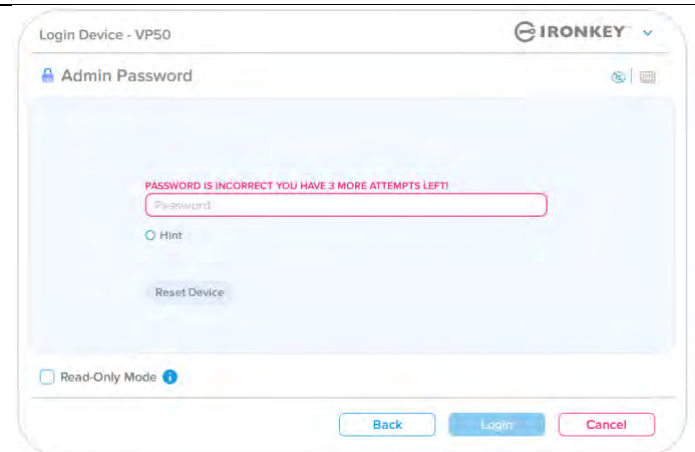 Login Device - VP50
IRONKEY
Admin Password
PASSWORD IS INCORRECT YOU HAVE 3 MORE ATTEMPTS LEFT!
Password
Hint
Reset Device
Read-Only Mode
Back Login Cancel